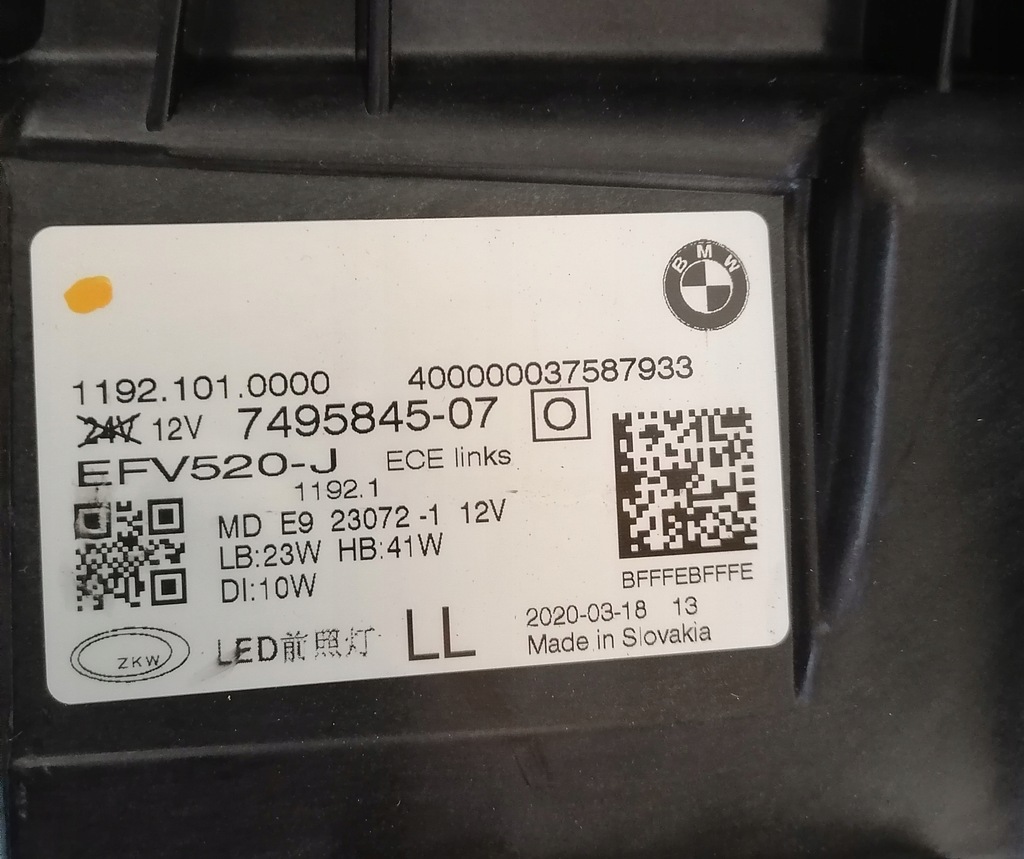 BMW
1192.101.0000 400000037587933
24V 12V 7495845-07 O
EFV520-J ECE links
1192.1
MD E9 23072 -1 12V
LB:23W HB:41W
DI:10W
BFFFEBFFFE
2020-03-18 13
Made in Slovakia
ZKW LED前照灯 LL